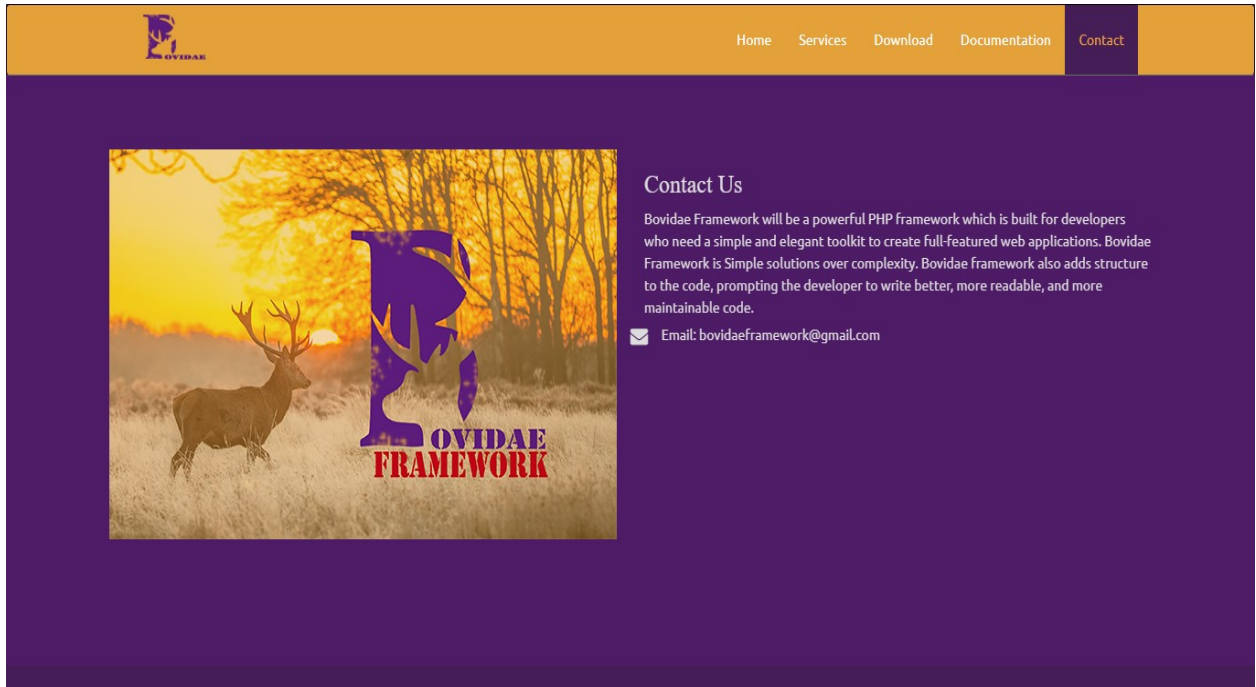 BOVIDAE
Home Services Download Documentation Contact
BOVIDAE
FRAMEWORK
Contact Us
Bovidae Framework will be a powerful PHP framework which is built for developers
who need a simple and elegant toolkit to create full-featured web applications. Bovidae
Framework is Simple solutions over complexity. Bovidae framework also adds structure
to the code, prompting the developer to write better, more readable, and more
maintainable code.
Email: bovidaeframework@gmail.com